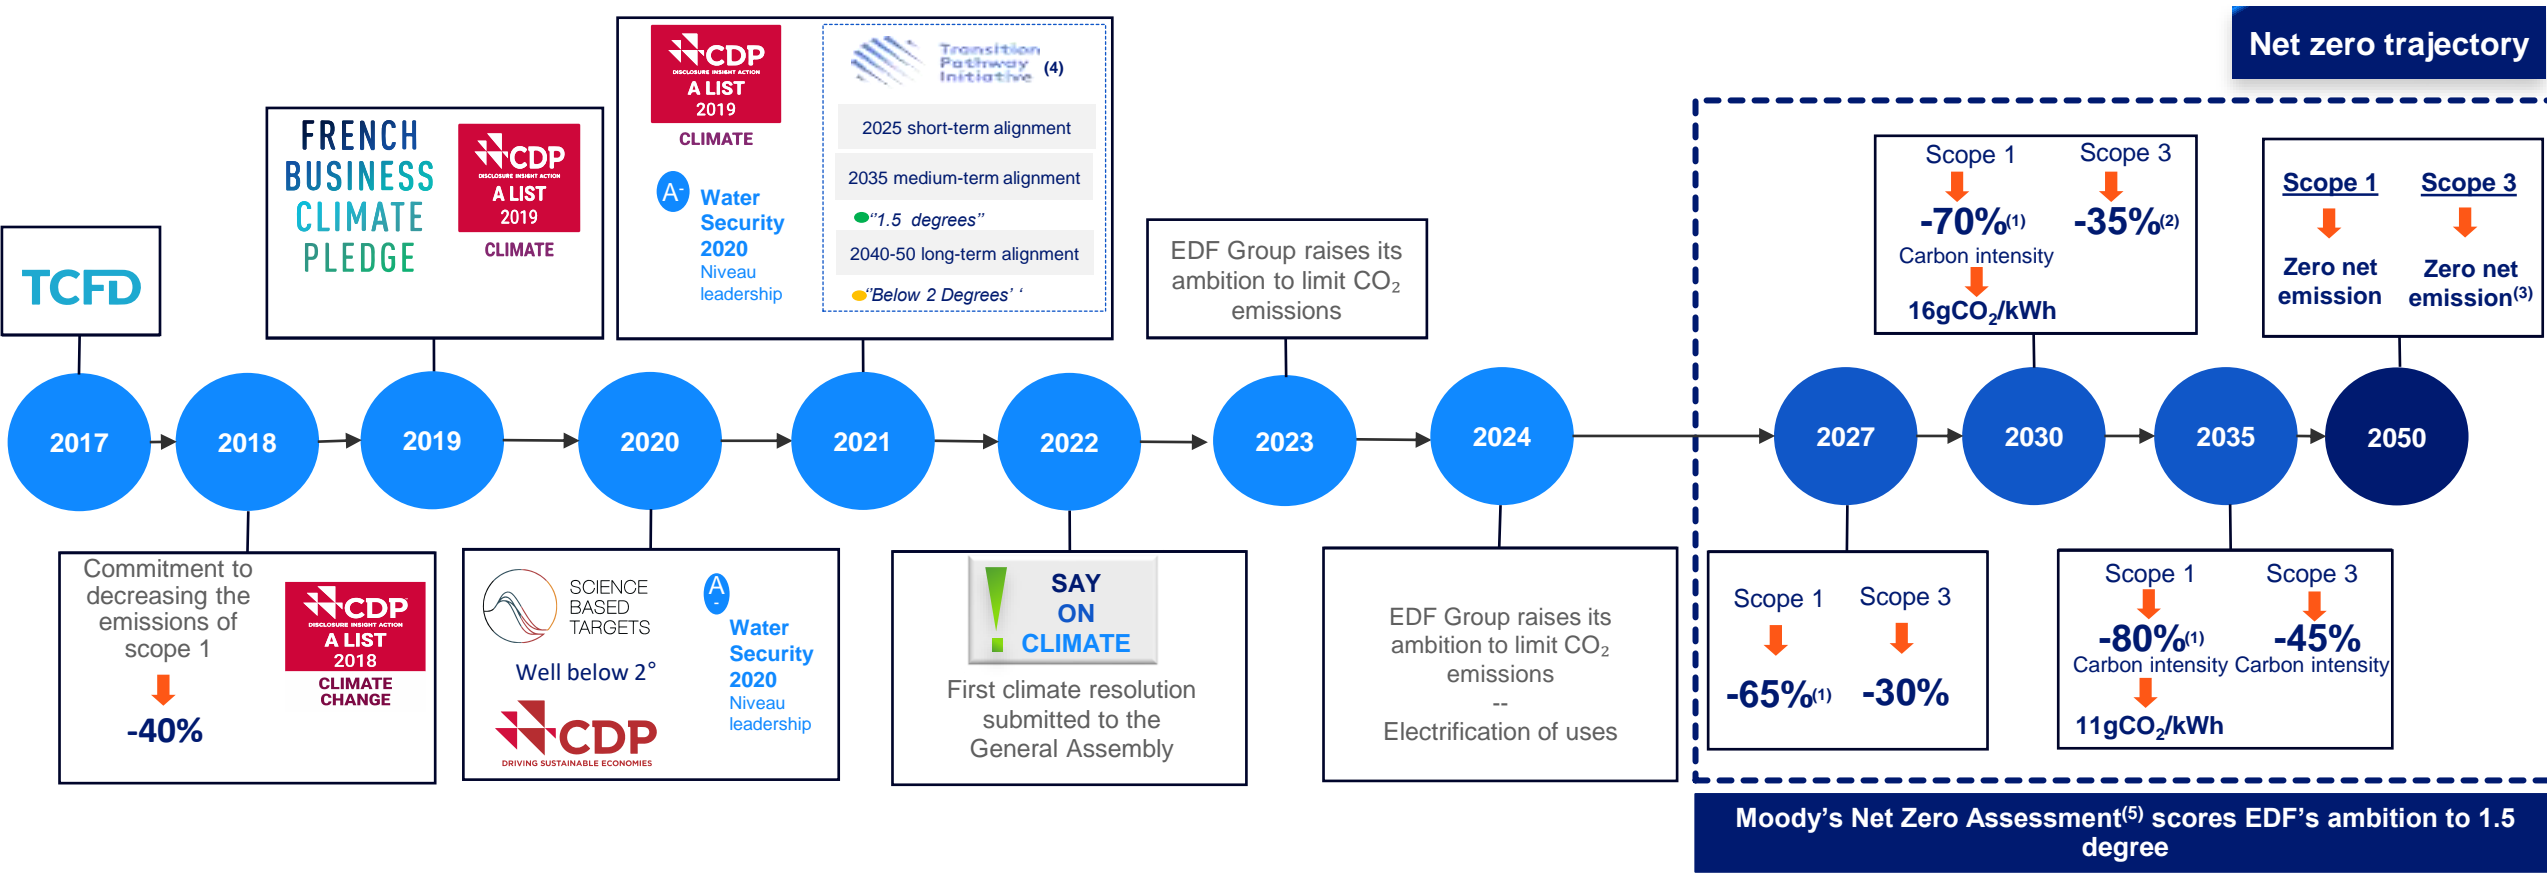 Net zero trajectory
TCFD
2017
2018
Commitment to
decreasing the
emissions of
scope 1
-40%
CDP
DISCLOSURE INSIGHT ACTION
A LIST
2018
CLIMATE
CHANGE
FRENCH
BUSINESS
CLIMATE
PLEDGE
CDP
DISCLOSURE INSIGHT ACTION
A LIST
2019
CLIMATE
2019
2020
SCIENCE
BASED
TARGETS
Well below 2°
CDP
DRIVING SUSTAINABLE ECONOMIES
A
-
Water
Security
2020
Niveau
leadership
CDP
DISCLOSURE INSIGHT ACTION
A LIST
2019
CLIMATE
A-
Water
Security
2020
Niveau
leadership
Transition
Pathway
Initiative (4)
2025 short-term alignment
2035 medium-term alignment
‘‘1.5 degrees’’
2040-50 long-term alignment
‘‘Below 2 Degrees’ ‘
2021
2022
SAY
ON
CLIMATE
First climate resolution
submitted to the
General Assembly
EDF Group raises its
ambition to limit CO₂
emissions
2023
2024
EDF Group raises its
ambition to limit CO₂
emissions
--
Electrification of uses
2027
Scope 1
-65%(1)
Scope 3
-30%
Scope 1
-70%(1)
Carbon intensity
16gCO₂/kWh
Scope 3
-35%(2)
2030
2035
Scope 1
-80%(1)
Carbon intensity
11gCO₂/kWh
Scope 3
-45%
Carbon intensity
Scope 1
Zero net
emission
Scope 3
Zero net
emission(3)
2050
Moody’s Net Zero Assessment(5) scores EDF’s ambition to 1.5
degree